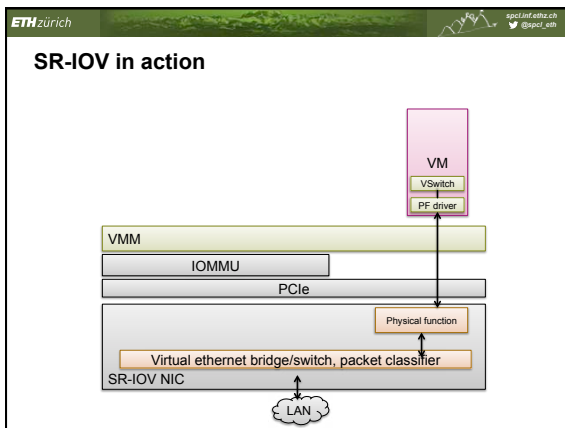 ETH zürich
spcl.inf.ethz.ch
@spcl_eth
SR-IOV in action
VM
VSwitch
PF driver
VMM
IOMMU
PCIe
Physical function
Virtual ethernet bridge/switch, packet classifier
SR-IOV NIC
LAN